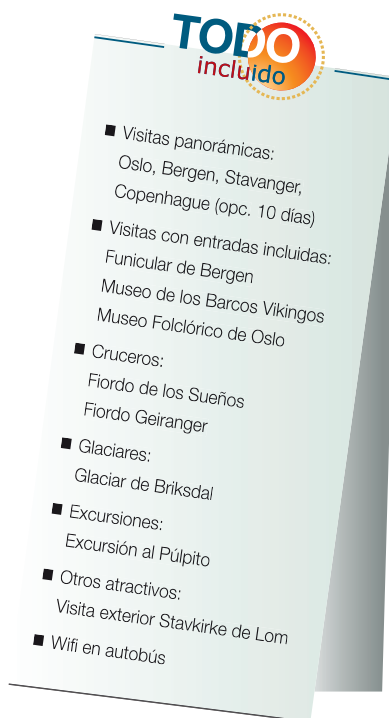 TODO
incluido
■ Visitas panorámicas:
Oslo, Bergen, Stavanger,
Copenhague (opc. 10 días)
■ Visitas con entradas incluidas:
Funicular de Bergen
Museo de los Barcos Vikingos
Museo Folclórico de Oslo
■ Cruceros:
Fiordo de los Sueños
Fiordo Geiranger
■ Glaciares:
Glaciar de Briksdal
■ Excursiones:
Excursión al Púlpito
■ Otros atractivos:
Visita exterior Stavkirke de Lom
■ Wifi en autobús